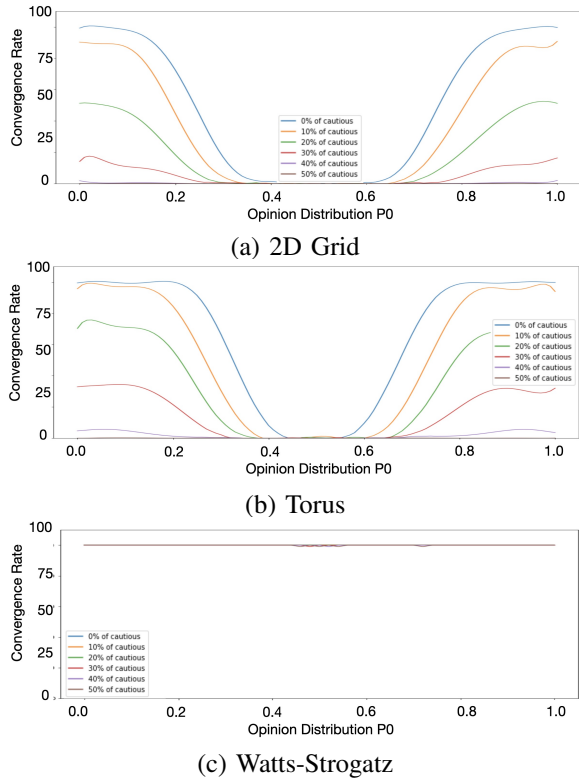 100
75
50
25
0
Convergence Rate
0% of cautious
10% of cautious
20% of cautious
30% of cautious
40% of cautious
50% of cautious
0.0 0.2 0.4 0.6 0.8 1.0
Opinion Distribution P0
(a) 2D Grid
100
75
50
25
0
Convergence Rate
0% of cautious
10% of cautious
20% of cautious
30% of cautious
40% of cautious
50% of cautious
0.0 0.2 0.4 0.6 0.8 1.0
Opinion Distribution P0
(b) Torus
100
75
50
25
0
Convergence Rate
0% of cautious
10% of cautious
20% of cautious
30% of cautious
40% of cautious
50% of cautious
0.0 0.2 0.4 0.6 0.8 1.0
Opinion Distribution P0
(c) Watts-Strogatz